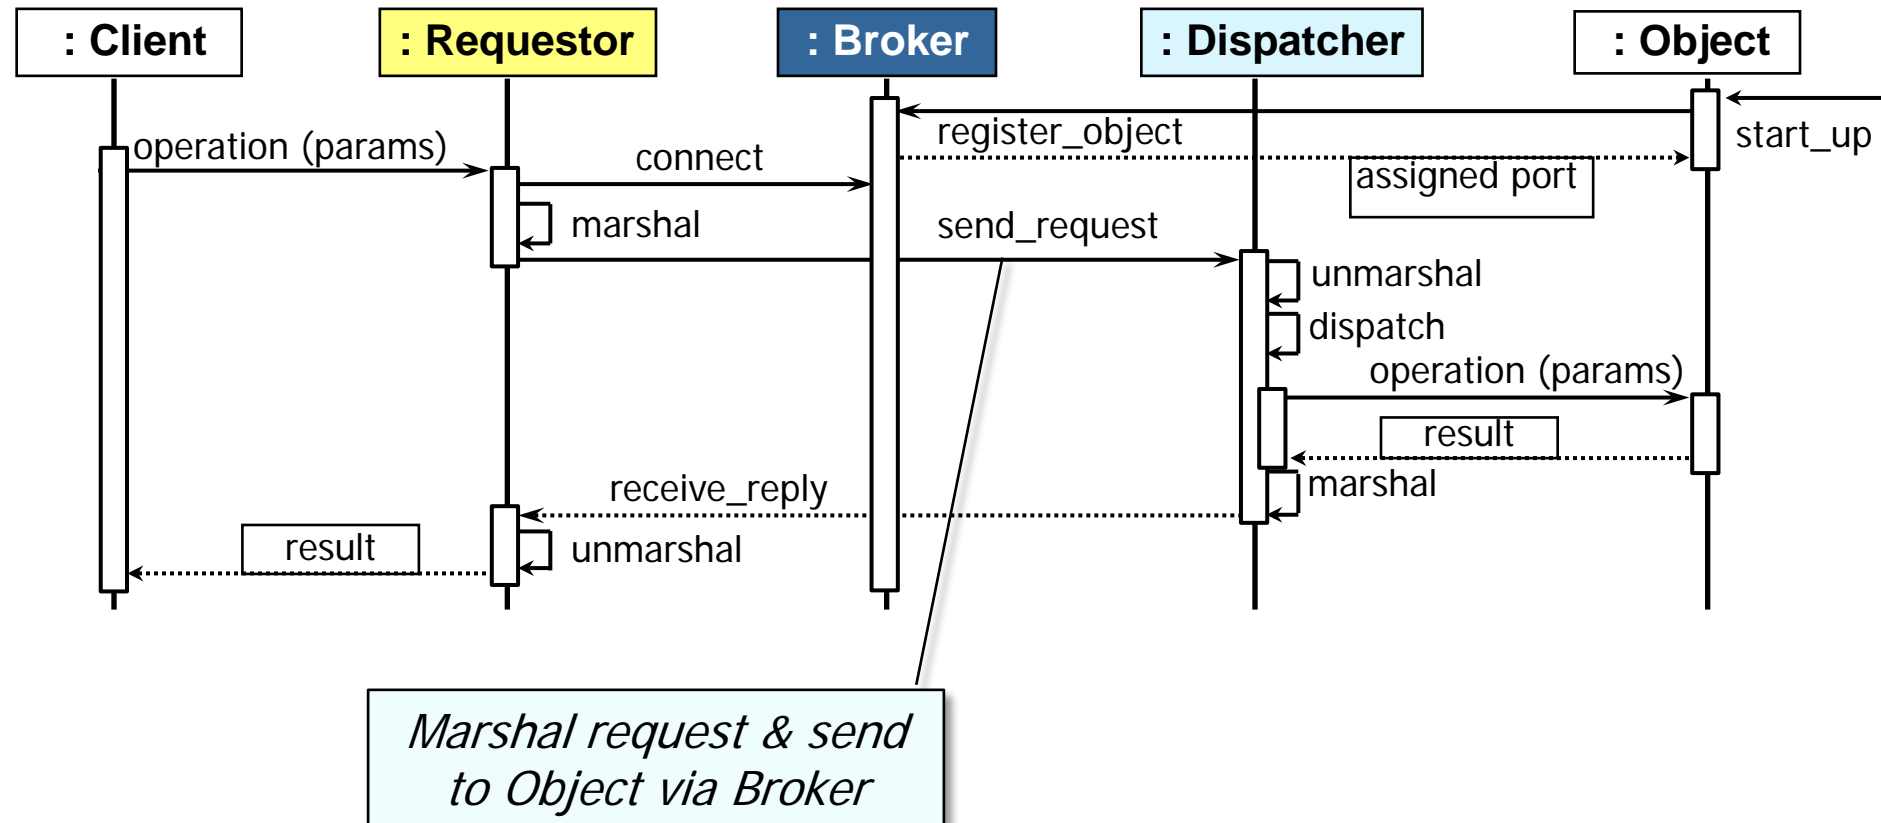 : Client
: Requestor
: Broker
: Dispatcher
: Object
register_object
start_up
operation (params)
connect
assigned port
marshal
send_request
unmarshal
dispatch
operation (params)
result
marshal
receive_reply
result
unmarshal
Marshal request & send
to Object via Broker